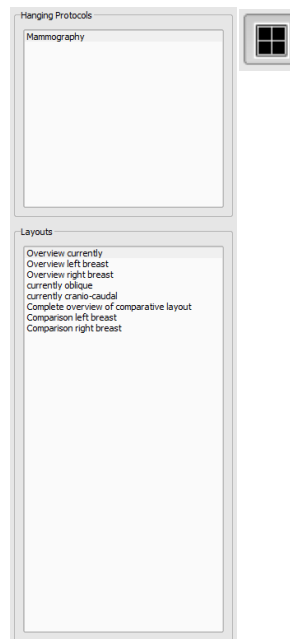 Hanging Protocols
Mammography
Layouts
Overview currently
Overview left breast
Overview right breast
currently oblique
currently cranio-caudal
Complete overview of comparative layout
Comparison left breast
Comparison right breast